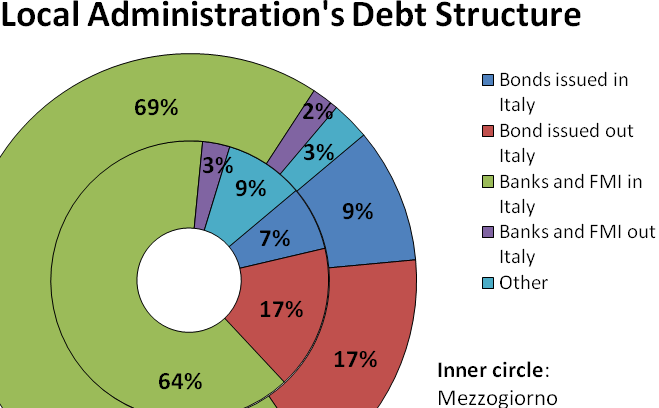 Local Administration's Debt Structure
Bonds issued in
Italy
Bond issued out
Italy
Banks and FMI in
Italy
Banks and FMI out
Italy
Other
69%
2%
3%
3%
9%
9%
7%
17%
17%
64%
Inner circle:
Mezzogiorno